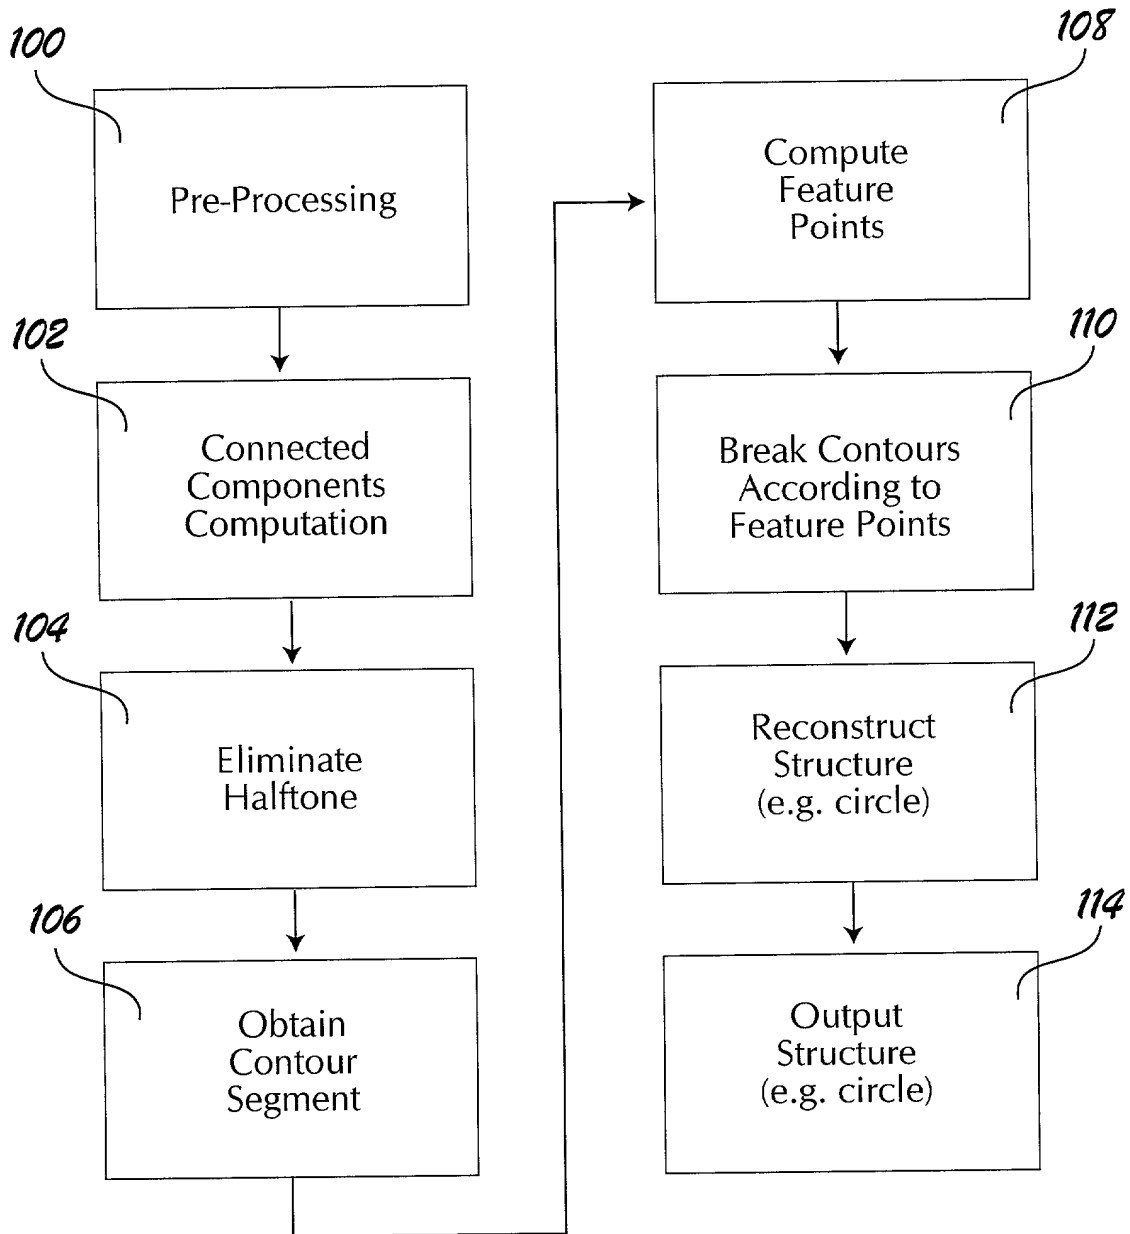 100
Pre-Processing
102
Connected
Components
Computation
104
Eliminate
Halftone
106
Obtain
Contour
Segment
108
Compute
Feature
Points
110
Break Contours
According to
Feature Points
112
Reconstruct
Structure
(e.g. circle)
114
Output
Structure
(e.g. circle)